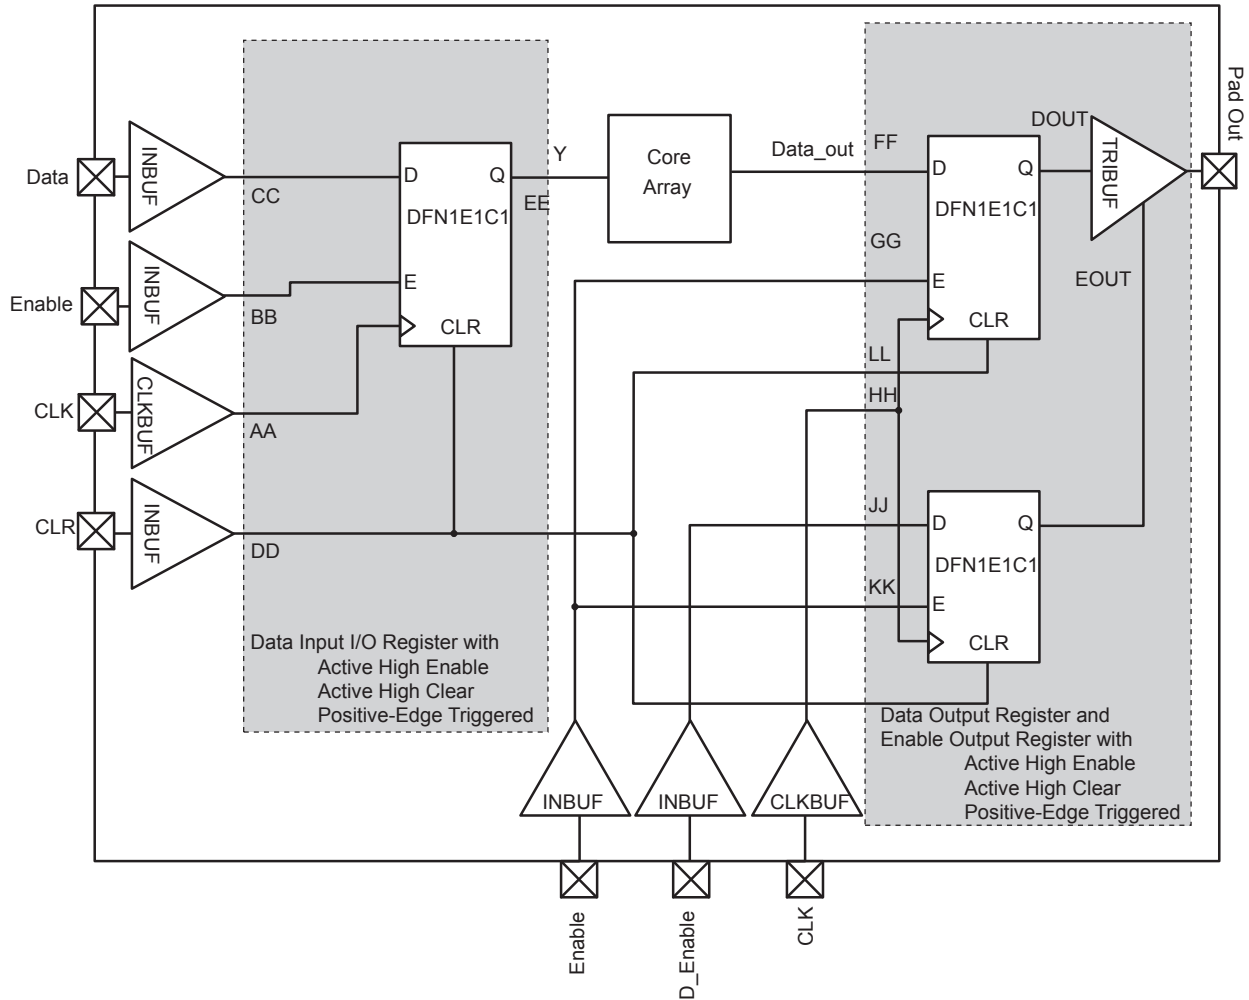 Pad Out
DOUT
FF
Data_out
Y
Core
Array
INBUF
TRIBUF
Data
D
Q
D
Q
CC
EE
DFN1E1C1
DFN1E1C1
GG
INBUF
Enable
E
E
EOUT
BB
CLR
CLR
LL
CLKBUF
HH
CLK
AA
INBUF
JJ
CLR
D
Q
DD
DFN1E1C1
KK
E
CLR
Data Input I/O Register with
Active High Enable
Active High Clear
Positive-Edge Triggered
Data Output Register and
Enable Output Register with
Active High Enable
Active High Clear
Positive-Edge Triggered
INBUF
INBUF
CLKBUF
Enable
D_Enable
CLK